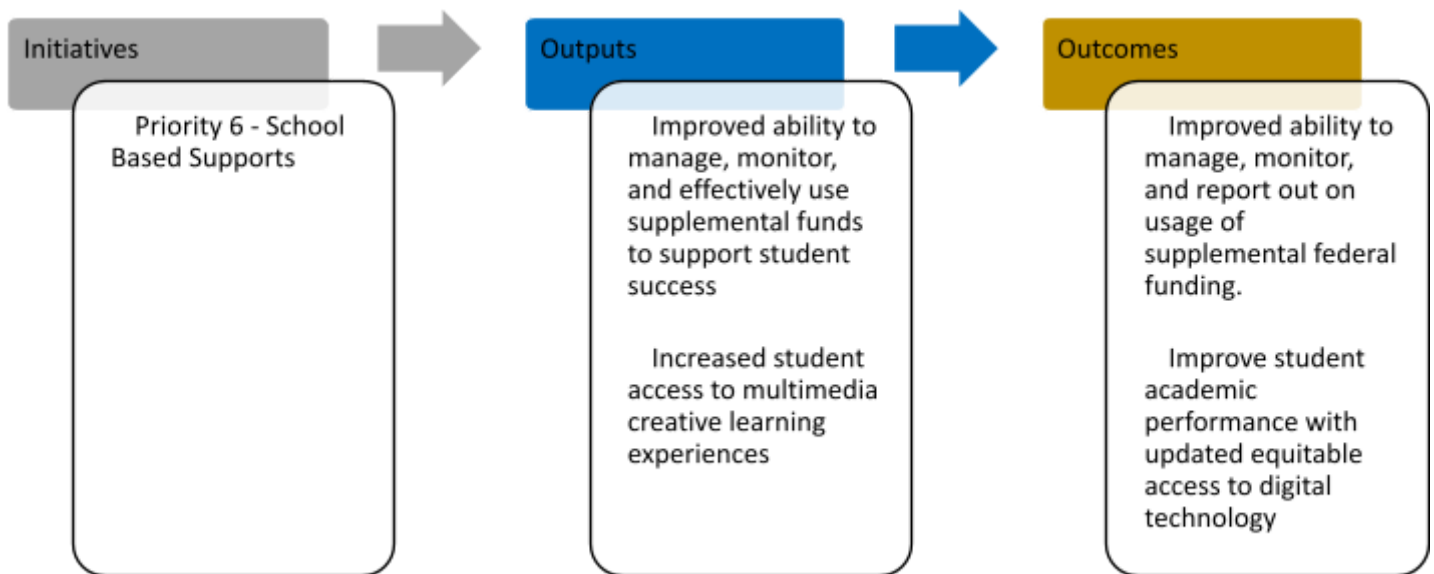 Initiatives
Priority 6 - School
Based Supports
Outputs
Improved ability to
manage, monitor,
and effectively use
supplemental funds
to support student
success
Increased student
access to multimedia
creative learning
experiences
Outcomes
Improved ability to
manage, monitor,
and report out on
usage of
supplemental federal
funding.
Improve student
academic
performance with
updated equitable
access to digital
technology